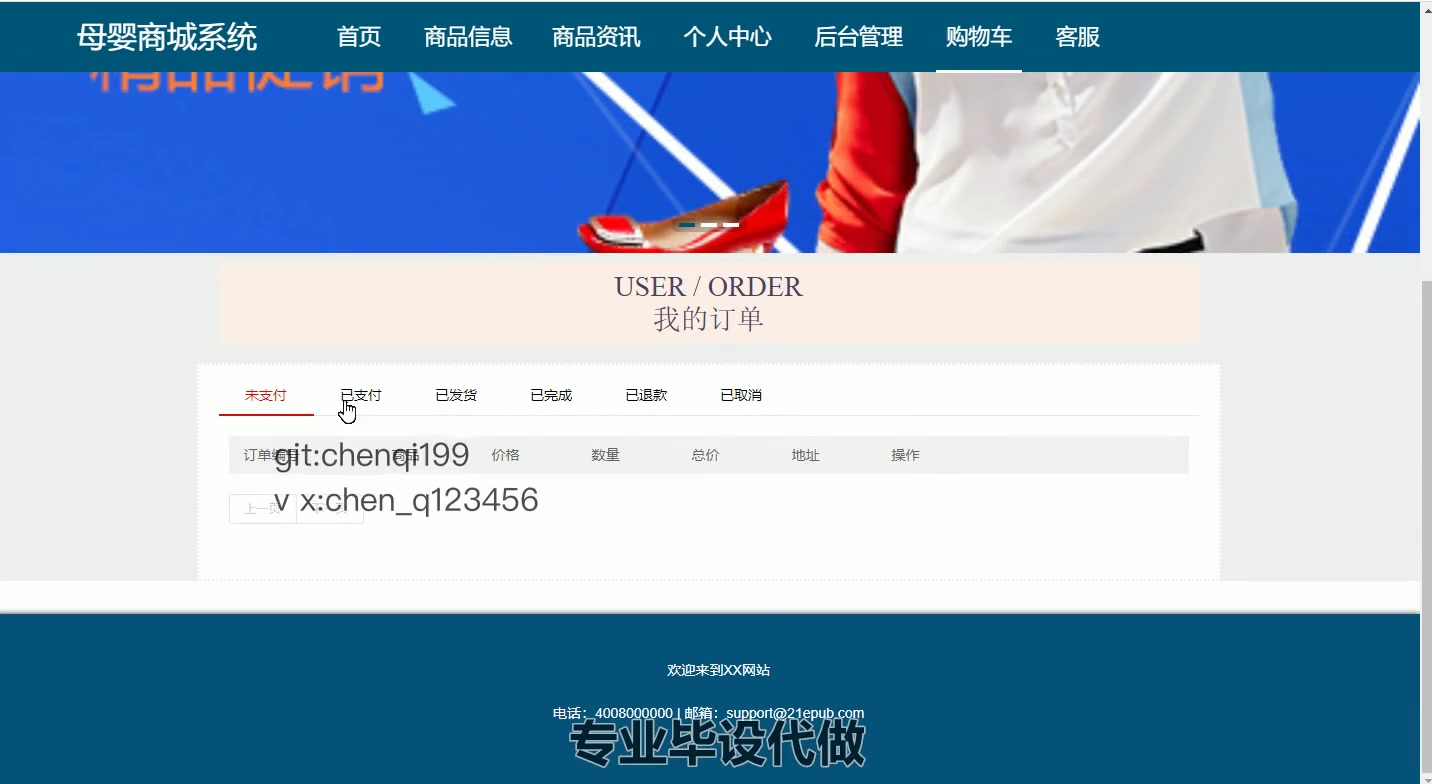 母婴商城系统 首页 商品信息 商品资讯 个人中心 后台管理 购物车 客服
精品促销
USER / ORDER
我的订单
未支付 已支付 已发货 已完成 已退款 已取消
订单编号 商品 价格 数量 总价 地址 操作
git:chenqi199
上一页
v x:chen_q123456
欢迎来到XX网站
电话：4008000000 | 邮箱：support@21epub.com
专业毕设代做